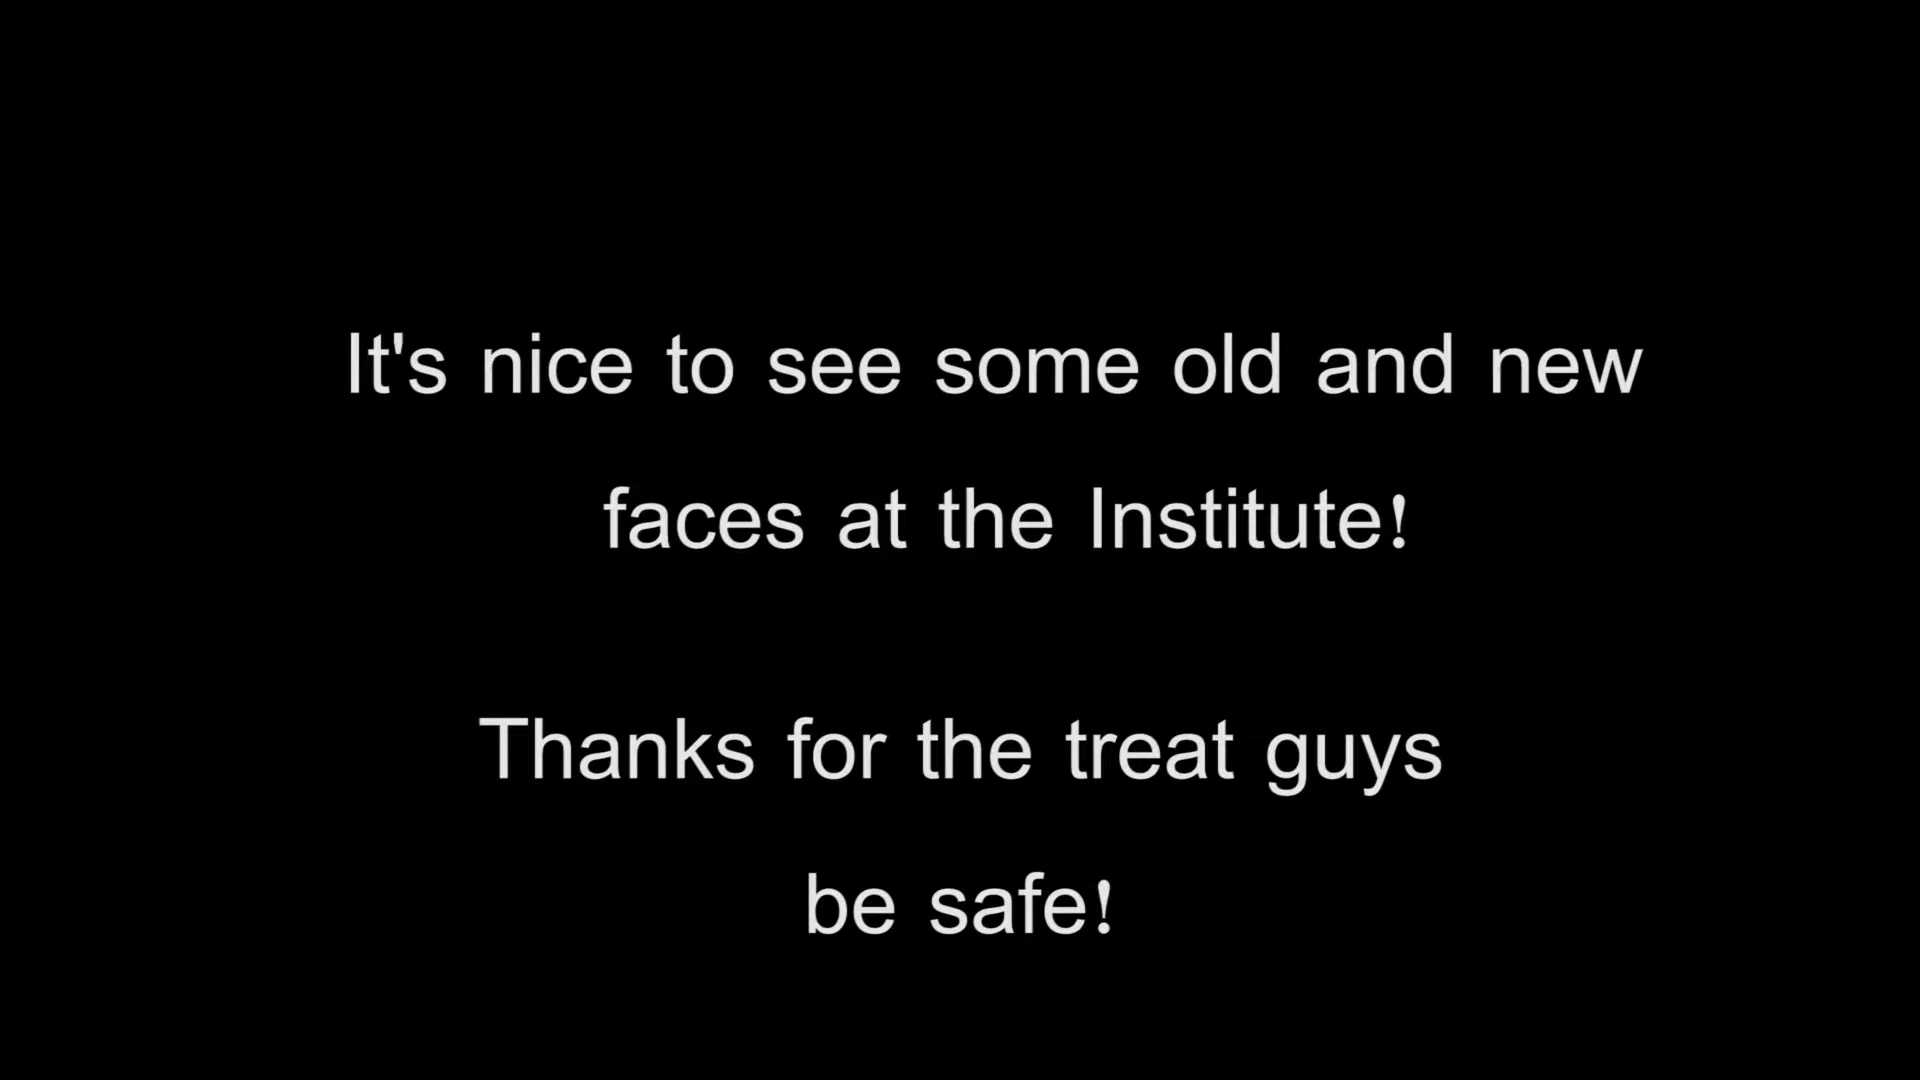 It's nice to see some old and new
faces at the Institute!
Thanks for the treat guys
be safe!